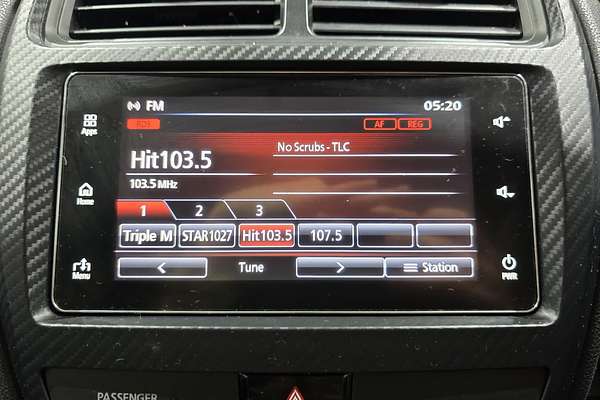 FM
05:20
RDS
AF
REG
Apps
Hit103.5
No Scrubs - TLC
103.5 MHz
Home
1
2
3
Triple M
STAR1027
Hit103.5
107.5
Menu
<
Tune
>
Station
PWR
PASSENGER